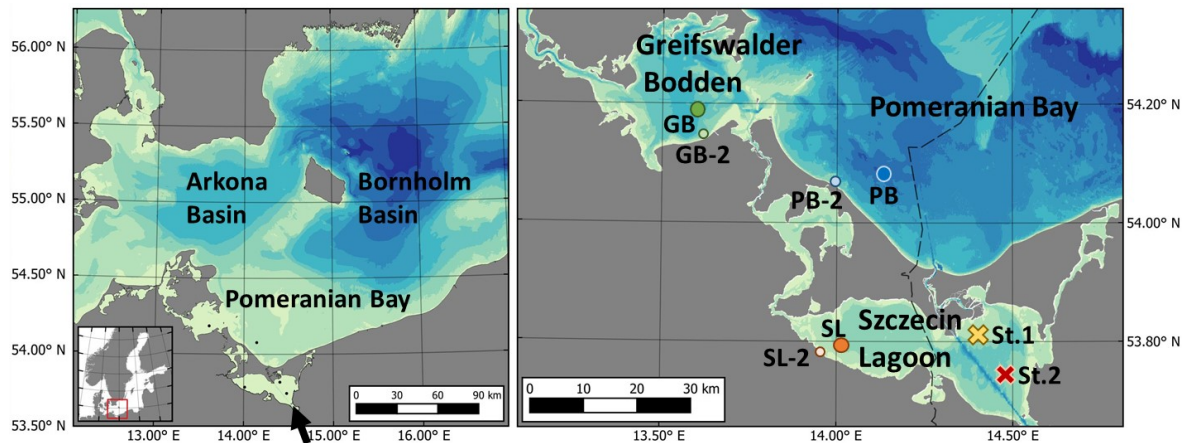 56.00° N
55.50° N
55.00° N
54.50° N
54.00° N
53.50° N
Arkona
Basin
Bornholm
Basin
Pomeranian Bay
0 30 60 90 km
13.00° E 14.00° E 15.00° E 16.00° E
Greifswalder
Bodden
GB
GB-2
Pomeranian Bay
PB-2
PB
SL
SL-2
Szczecin
Lagoon
St.1
St.2
0 10 20 30 km
54.20° N
54.00° N
53.80° N
13.50° E 14.00° E 14.50° E